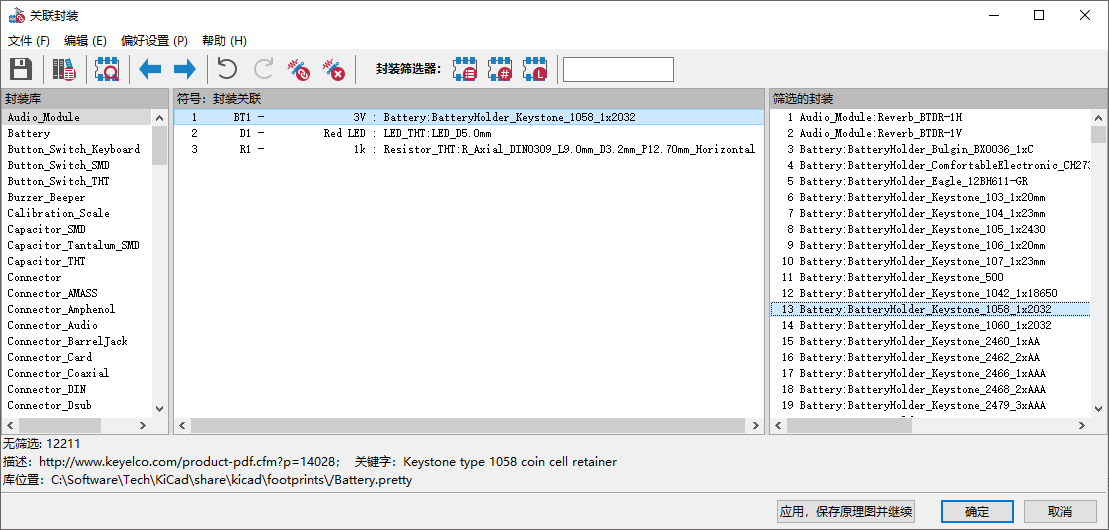 关联封装
文件 (F) 编辑 (E) 偏好设置 (P) 帮助 (H)
封装筛选器：
封装库
Audio_Module
Battery
Button_Switch_Keyboard
Button_Switch_SMD
Button_Switch_THT
Buzzer_Beeper
Calibration_Scale
Capacitor_SMD
Capacitor_Tantalum_SMD
Capacitor_THT
Connector
Connector_AMASS
Connector_Amphenol
Connector_Audio
Connector_BarrelJack
Connector_Card
Connector_Coaxial
Connector_DIN
Connector_Dsub
符号：封装关联
1 BT1 - 3V : Battery:BatteryHolder_Keystone_1058_1x2032
2 D1 - Red LED : LED_THT:LED_D5.0mm
3 R1 - 1k : Resistor_THT:R_Axial_DIN0309_L9.0mm_D3.2mm_P12.70mm_Horizontal
筛选的封装
1 Audio_Module:Reverb_BTDR-1H
2 Audio_Module:Reverb_BTDR-1V
3 Battery:BatteryHolder_Bulgin_BX0036_1xC
4 Battery:BatteryHolder_ComfortableElectronic_CH273
5 Battery:BatteryHolder_Eagle_12BH611-GR
6 Battery:BatteryHolder_Keystone_103_1x20mm
7 Battery:BatteryHolder_Keystone_104_1x23mm
8 Battery:BatteryHolder_Keystone_105_1x2430
9 Battery:BatteryHolder_Keystone_106_1x20mm
10 Battery:BatteryHolder_Keystone_107_1x23mm
11 Battery:BatteryHolder_Keystone_500
12 Battery:BatteryHolder_Keystone_1042_1x18650
13 Battery:BatteryHolder_Keystone_1058_1x2032
14 Battery:BatteryHolder_Keystone_1060_1x2032
15 Battery:BatteryHolder_Keystone_2460_1xAA
16 Battery:BatteryHolder_Keystone_2462_2xAA
17 Battery:BatteryHolder_Keystone_2466_1xAAA
18 Battery:BatteryHolder_Keystone_2468_2xAAA
19 Battery:BatteryHolder_Keystone_2479_3xAAA
无筛选: 12211
描述：http://www.keyelco.com/product-pdf.cfm?p=14028； 关键字：Keystone type 1058 coin cell retainer
库位置：C:\Software\Tech\KiCad\share\kicad\footprints\/Battery.pretty
应用，保存原理图并继续 确定 取消